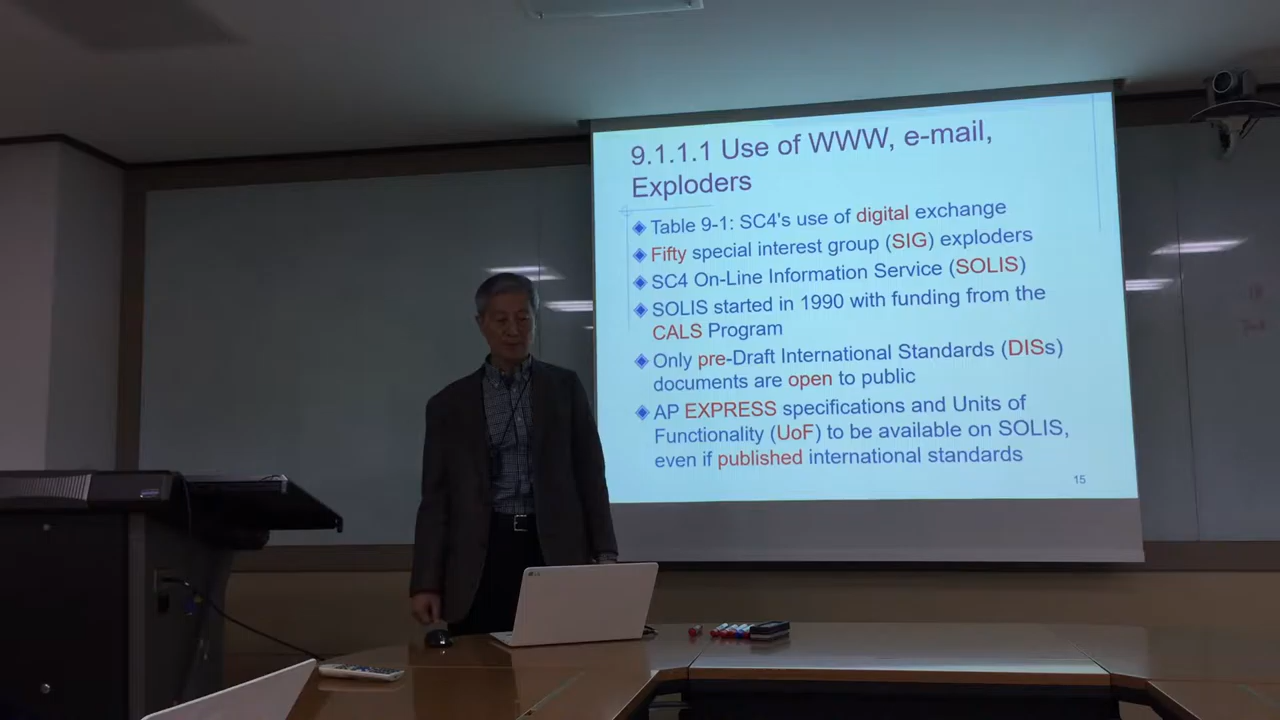 9.1.1.1 Use of WWW, e-mail,
Exploders
Table 9-1: SC4's use of digital exchange
Fifty special interest group (SIG) exploders
SC4 On-Line Information Service (SOLIS)
SOLIS started in 1990 with funding from the
CALS Program
Only pre-Draft International Standards (DISs)
documents are open to public
AP EXPRESS specifications and Units of
Functionality (UoF) to be available on SOLIS,
even if published international standards
15